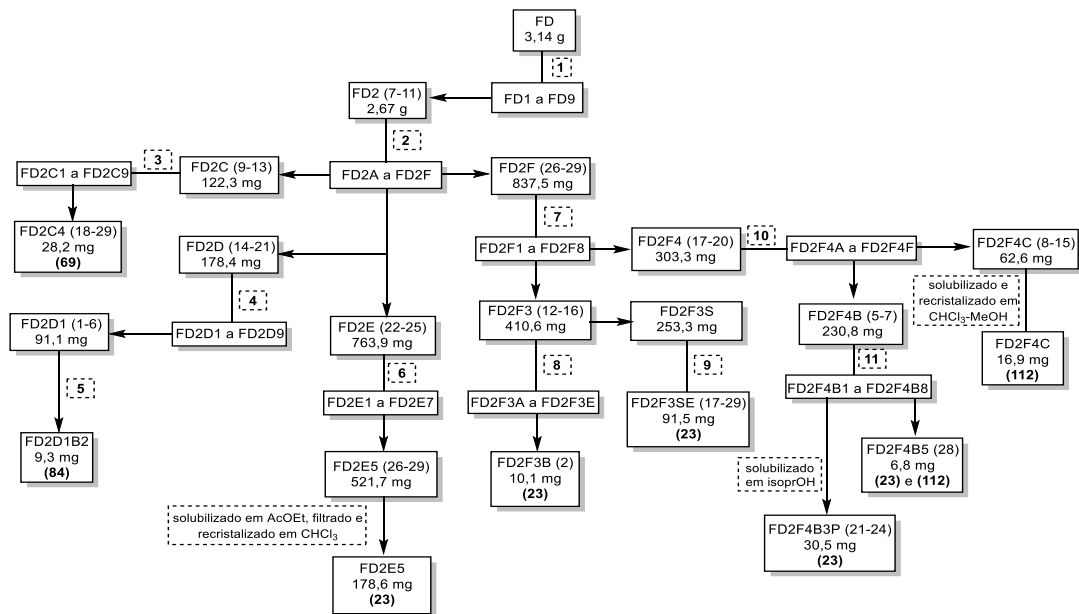 FD
3,14 g
1
FD2 (7-11)
2,67 g
FD1 a FD9
2
3
FD2C1 a FD2C9
FD2C (9-13)
122,3 mg
FD2A a FD2F
FD2F (26-29)
837,5 mg
7
FD2C4 (18-29)
28,2 mg
(69)
FD2D (14-21)
178,4 mg
FD2F1 a FD2F8
FD2F4 (17-20)
303,3 mg
10
FD2F4A a FD2F4F
FD2F4C (8-15)
62,6 mg
solubilizado e
recristalizado em
CHCl3-MeOH
4
FD2D1 (1-6)
91,1 mg
FD2D1 a FD2D9
FD2E (22-25)
763,9 mg
FD2F3 (12-16)
410,6 mg
FD2F3S
253,3 mg
FD2F4B (5-7)
230,8 mg
FD2F4C
16,9 mg
(112)
5
6
8
9
11
FD2E1 a FD2E7
FD2F3A a FD2F3E
FD2F3SE (17-29)
91,5 mg
(23)
FD2F4B1 a FD2F4B8
FD2D1B2
9,3 mg
(84)
FD2E5 (26-29)
521,7 mg
FD2F3B (2)
10,1 mg
(23)
solubilizado
em isoprOH
FD2F4B5 (28)
6,8 mg
(23) e (112)
solubilizado em AcOEt, filtrado e
recristalizado em CHCl3
FD2F4B3P (21-24)
30,5 mg
(23)
FD2E5
178,6 mg
(23)